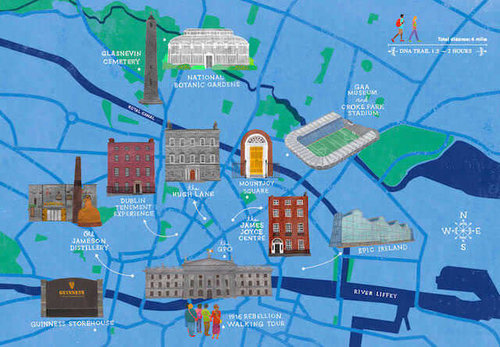 Total distance: 4 miles
DNA TRAIL 1.5 – 2 HOURS
GLASNEVIN
CEMETERY
NATIONAL
BOTANIC GARDENS
GAA
MUSEUM
and
CROKE PARK
STADIUM
ROYAL CANAL
DUBLIN
TENEMENT
EXPERIENCE
the
HUGH LANE
MOUNTJOY
SQUARE
the
JAMES
JOYCE
CENTRE
Old
JAMESON
DISTILLERY
the
GPO
EPIC IRELAND
N
W E
S
RIVER LIFFEY
GUINNESS
GUINNESS STOREHOUSE
1916 REBELLION
WALKING TOUR